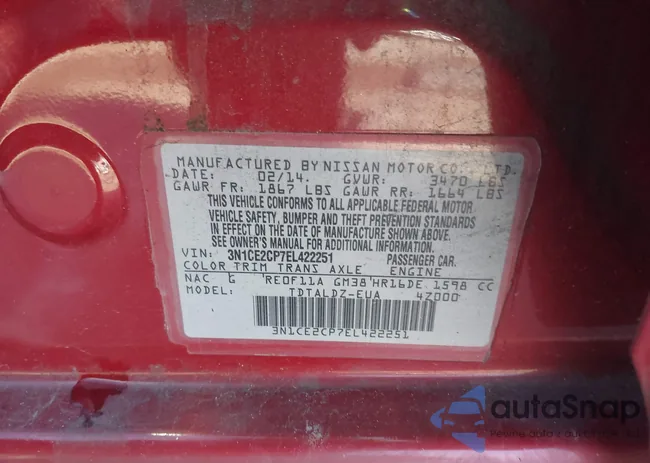 MANUFACTURED BY NISSAN MOTOR CO., LTD.
DATE: 02/14. GVWR: 3470 LBS
GAWR FR: 1867 LBS GAWR RR: 1664 LBS
THIS VEHICLE CONFORMS TO ALL APPLICABLE FEDERAL MOTOR
VEHICLE SAFETY, BUMPER AND THEFT PREVENTION STANDARDS
IN EFFECT ON THE DATE OF MANUFACTURE SHOWN ABOVE.
SEE OWNER'S MANUAL FOR ADDITIONAL INFORMATION.
VIN: 3N1CE2CP7EL422251 PASSENGER CAR.
COLOR TRIM TRANS AXLE ENGINE
NAC G RE0F11A GM38 HR16DE 1598 CC
MODEL: TDTALDZ-EUA 47000
3N1CE2CP7EL422251
autaSnap